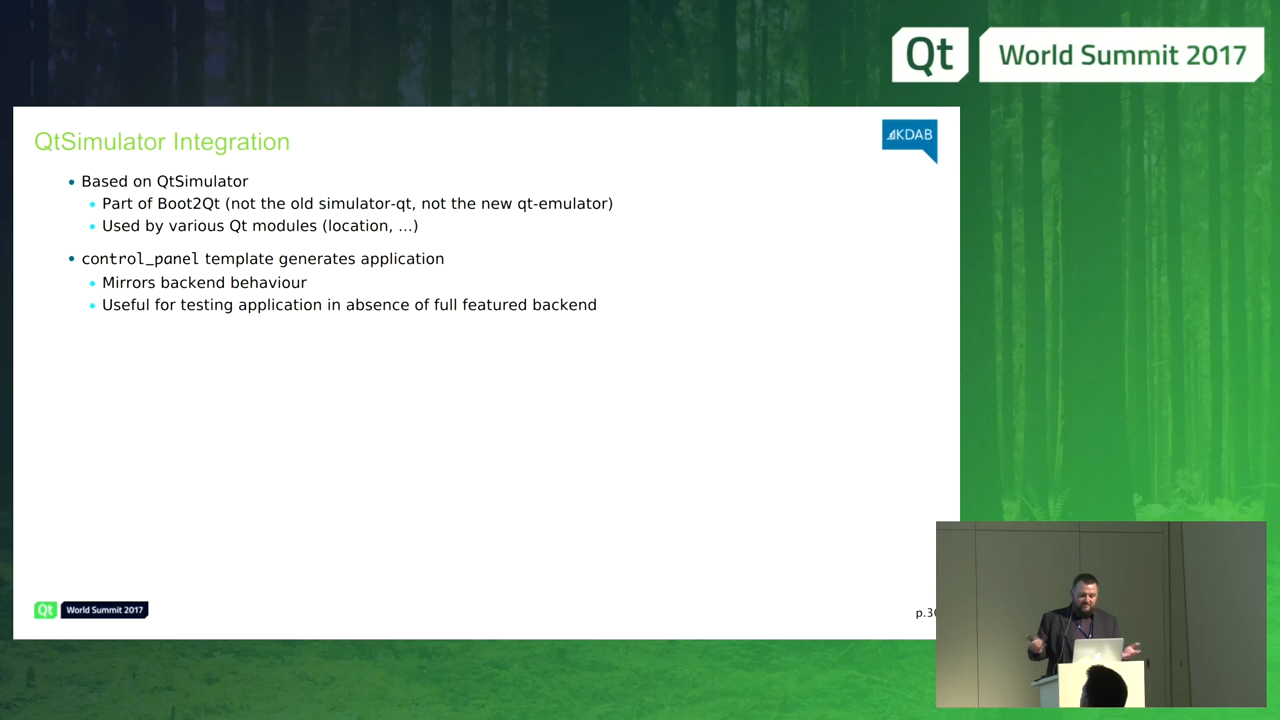 Qt World Summit 2017
QtSimulator Integration
KDAB
Based on QtSimulator
Part of Boot2Qt (not the old simulator-qt, not the new qt-emulator)
Used by various Qt modules (location, ...)
control_panel template generates application
Mirrors backend behaviour
Useful for testing application in absence of full featured backend
Qt World Summit 2017